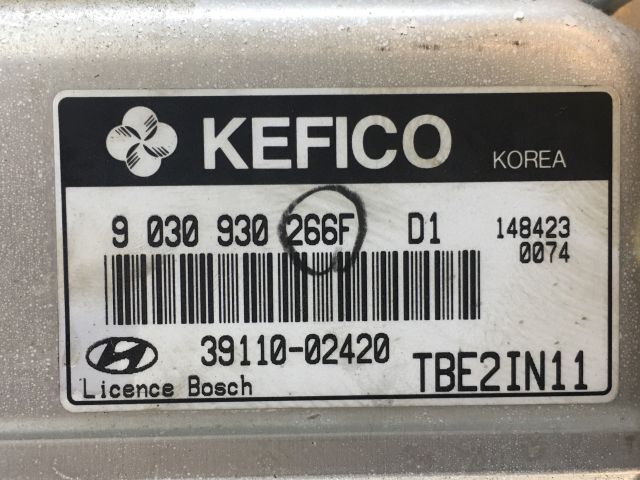 KEFICO KOREA
9 030 930 266F D1 148423
0074
39110-02420
Licence Bosch TBE2IN11